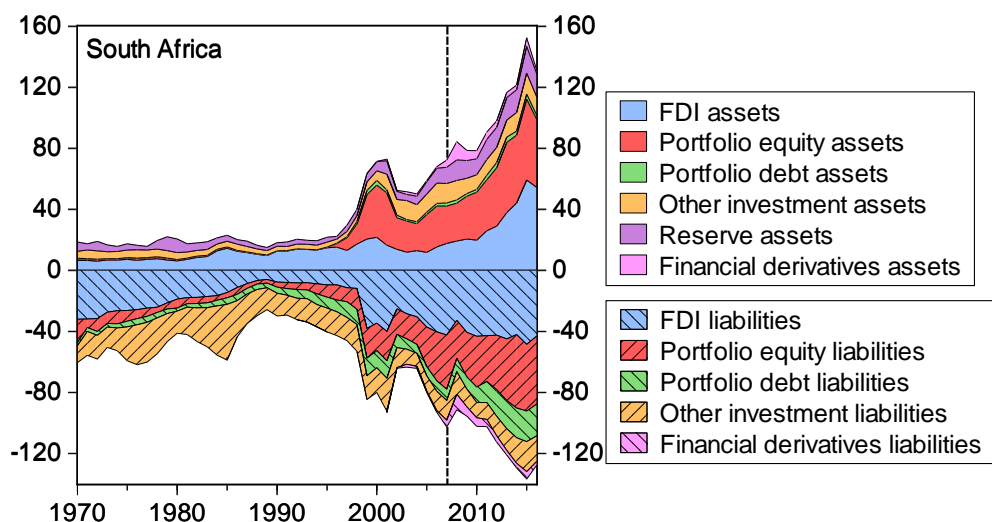 160
160
South Africa
120
120
80
80
40
40
0
0
-40
-40
-80
-80
-120
-120
1970
1980
1990
2000
2010
FDI assets
Portfolio equity assets
Portfolio debt assets
Other investment assets
Reserve assets
Financial derivatives assets
FDI liabilities
Portfolio equity liabilities
Portfolio debt liabilities
Other investment liabilities
Financial derivatives liabilities